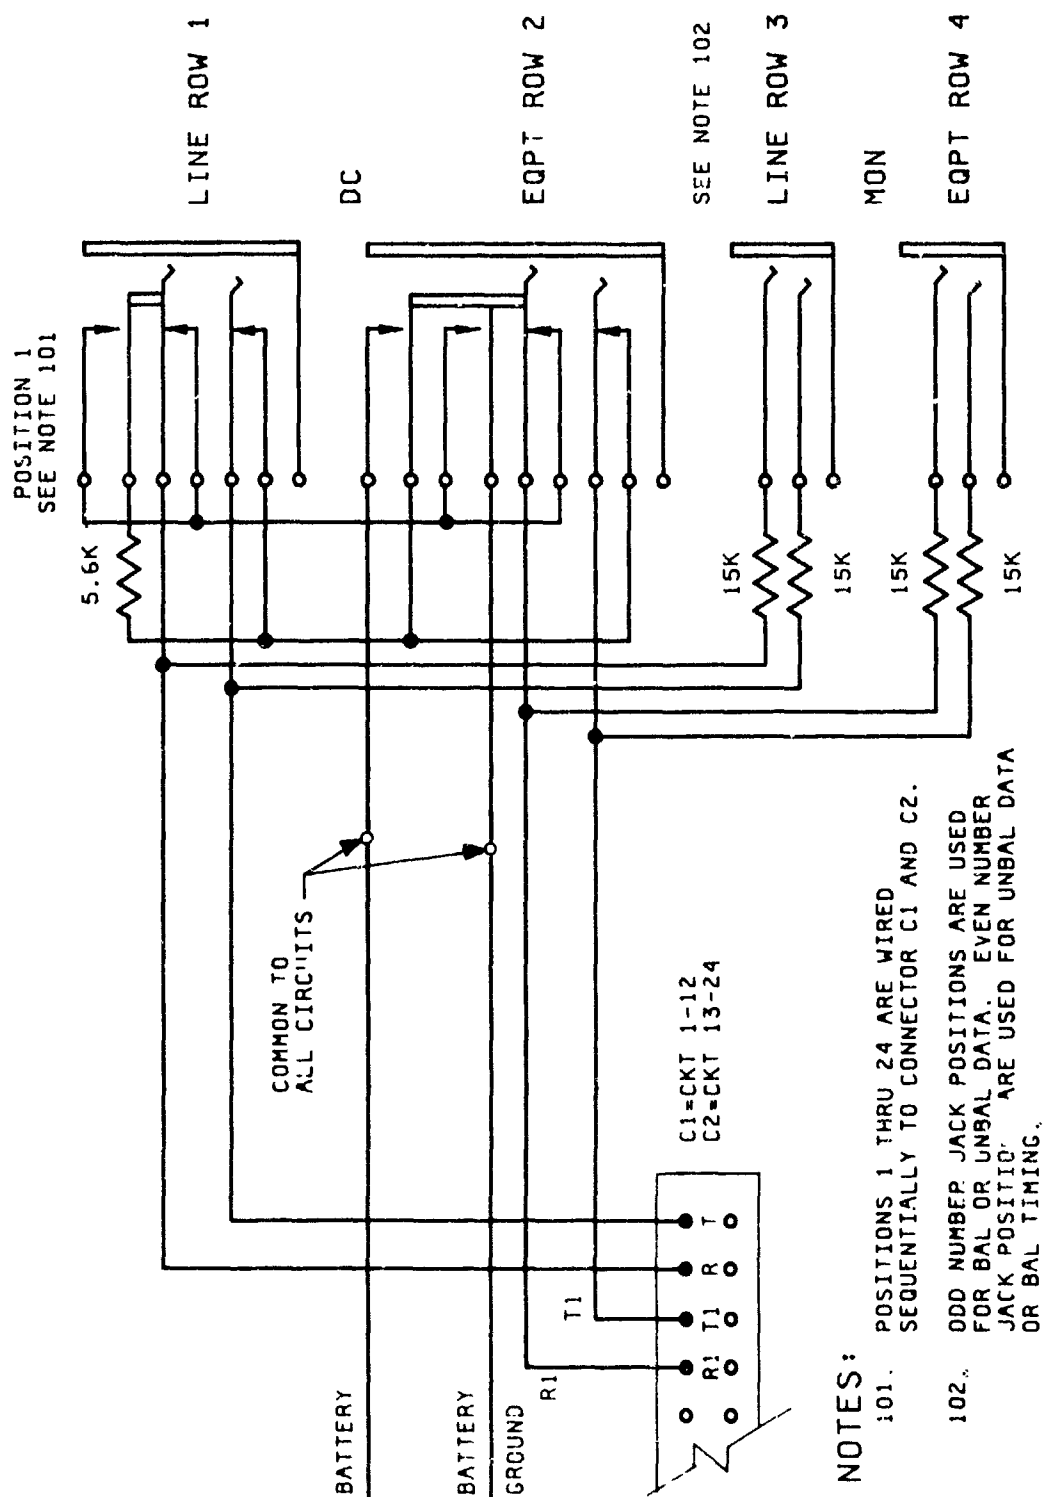 POSITION 1
SEE NOTE 101
LINE ROW 1
DC
EQPT ROW 2
SEE NOTE 102
LINE ROW 3
MON
EQPT ROW 4
5.6K
15K
15K
15K
15K
COMMON TO
ALL CIRC
BATTERY
BATTERY
GROUND
R1
T1
C1=CKT 1-12
C2=CKT 13-24
R1 T1 R T
NOTES:
101. POSITIONS 1 THRU 24 ARE WIRED
SEQUENTIALLY TO CONNECTOR C1 AND C2.
102. ODD NUMBER JACK POSITIONS ARE USED
FOR BAL OR UNBAL DATA. EVEN NUMBER
JACK POSITIO ARE USED FOR UNBAL DATA
OR BAL TIMING.